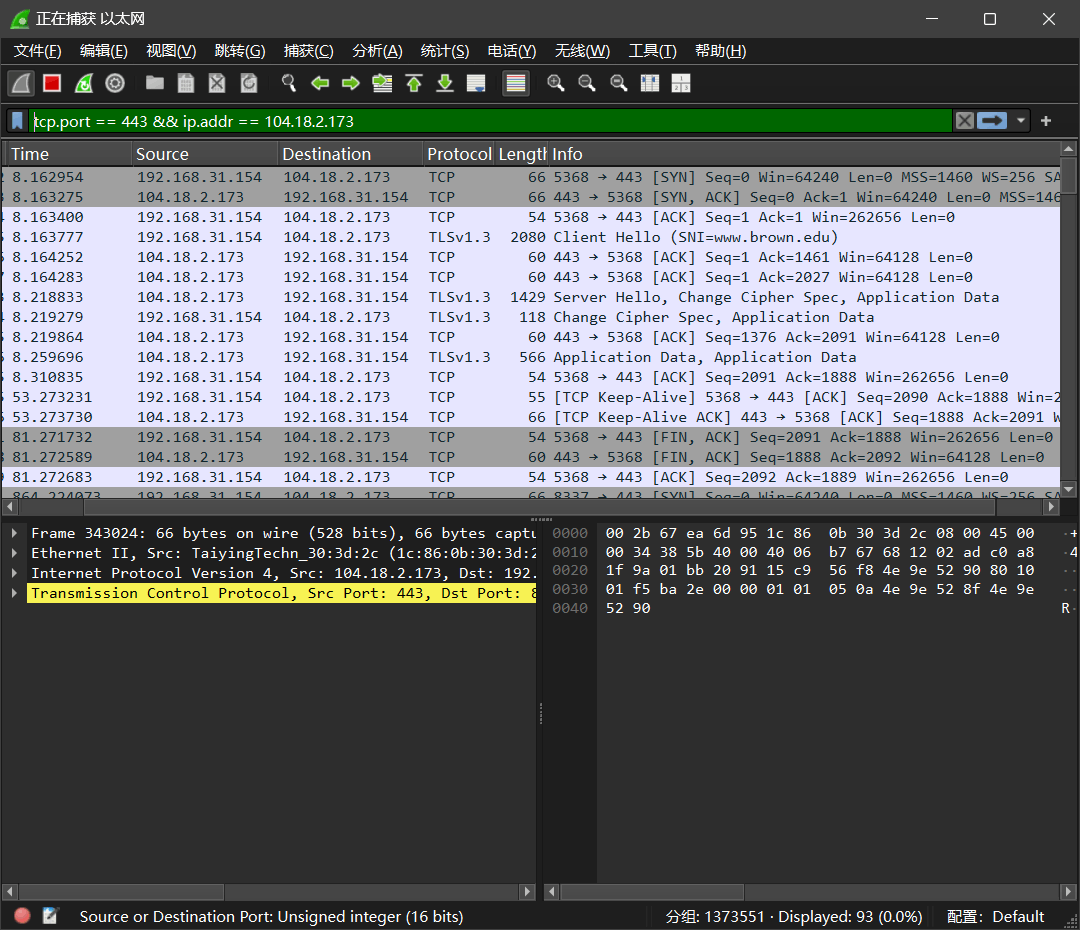 正在捕获 以太网
文件(F) 编辑(E) 视图(V) 跳转(G) 捕获(C) 分析(A) 统计(S) 电话(Y) 无线(W) 工具(T) 帮助(H)
tcp.port == 443 && ip.addr == 104.18.2.173
Time Source Destination Protocol Length Info
8.162954 192.168.31.154 104.18.2.173 TCP 66 5368 → 443 [SYN] Seq=0 Win=64240 Len=0 MSS=1460 WS=256 SA
8.163275 104.18.2.173 192.168.31.154 TCP 66 443 → 5368 [SYN, ACK] Seq=0 Ack=1 Win=64240 Len=0 MSS=146
8.163400 192.168.31.154 104.18.2.173 TCP 54 5368 → 443 [ACK] Seq=1 Ack=1 Win=262656 Len=0
8.163777 192.168.31.154 104.18.2.173 TLSv1.3 2080 Client Hello (SNI=www.brown.edu)
8.164252 104.18.2.173 192.168.31.154 TCP 60 443 → 5368 [ACK] Seq=1 Ack=1461 Win=64128 Len=0
8.164283 104.18.2.173 192.168.31.154 TCP 60 443 → 5368 [ACK] Seq=1 Ack=2027 Win=64128 Len=0
8.218833 104.18.2.173 192.168.31.154 TLSv1.3 1429 Server Hello, Change Cipher Spec, Application Data
8.219279 192.168.31.154 104.18.2.173 TLSv1.3 118 Change Cipher Spec, Application Data
8.219864 104.18.2.173 192.168.31.154 TCP 60 443 → 5368 [ACK] Seq=1376 Ack=2091 Win=64128 Len=0
8.259696 104.18.2.173 192.168.31.154 TLSv1.3 566 Application Data, Application Data
8.310835 192.168.31.154 104.18.2.173 TCP 54 5368 → 443 [ACK] Seq=2091 Ack=1888 Win=262656 Len=0
53.273231 192.168.31.154 104.18.2.173 TCP 55 [TCP Keep-Alive] 5368 → 443 [ACK] Seq=2090 Ack=1888 Win=2
53.273730 104.18.2.173 192.168.31.154 TCP 66 [TCP Keep-Alive ACK] 443 → 5368 [ACK] Seq=1888 Ack=2091 W
81.271732 192.168.31.154 104.18.2.173 TCP 54 5368 → 443 [FIN, ACK] Seq=2091 Ack=1888 Win=262656 Len=0
81.272589 104.18.2.173 192.168.31.154 TCP 60 443 → 5368 [FIN, ACK] Seq=1888 Ack=2092 Win=64128 Len=0
81.272683 192.168.31.154 104.18.2.173 TCP 54 5368 → 443 [ACK] Seq=2092 Ack=1889 Win=262656 Len=0
864.224073 192.168.31.154 104.18.2.173 TCP 66 8337 → 443 [SYN] Seq=0 Win=64240 Len=0 MSS=1460 WS=256 SA
Frame 343024: 66 bytes on wire (528 bits), 66 bytes captu
Ethernet II, Src: TaiyingTechn_30:3d:2c (1c:86:0b:30:3d:2
Internet Protocol Version 4, Src: 104.18.2.173, Dst: 192.
Transmission Control Protocol, Src Port: 443, Dst Port: 8
0000 00 2b 67 ea 6d 95 1c 86 0b 30 3d 2c 08 00 45 00 ·+
0010 00 34 38 5b 40 00 40 06 b7 67 68 12 02 ad c0 a8 ·4
0020 1f 9a 01 bb 20 91 15 c9 56 f8 4e 9e 52 90 80 10 ··
0030 01 f5 ba 2e 00 00 01 01 05 0a 4e 9e 52 8f 4e 9e ··
0040 52 90 R·
Source or Destination Port: Unsigned integer (16 bits) 分组: 1373551 · Displayed: 93 (0.0%) 配置: Default